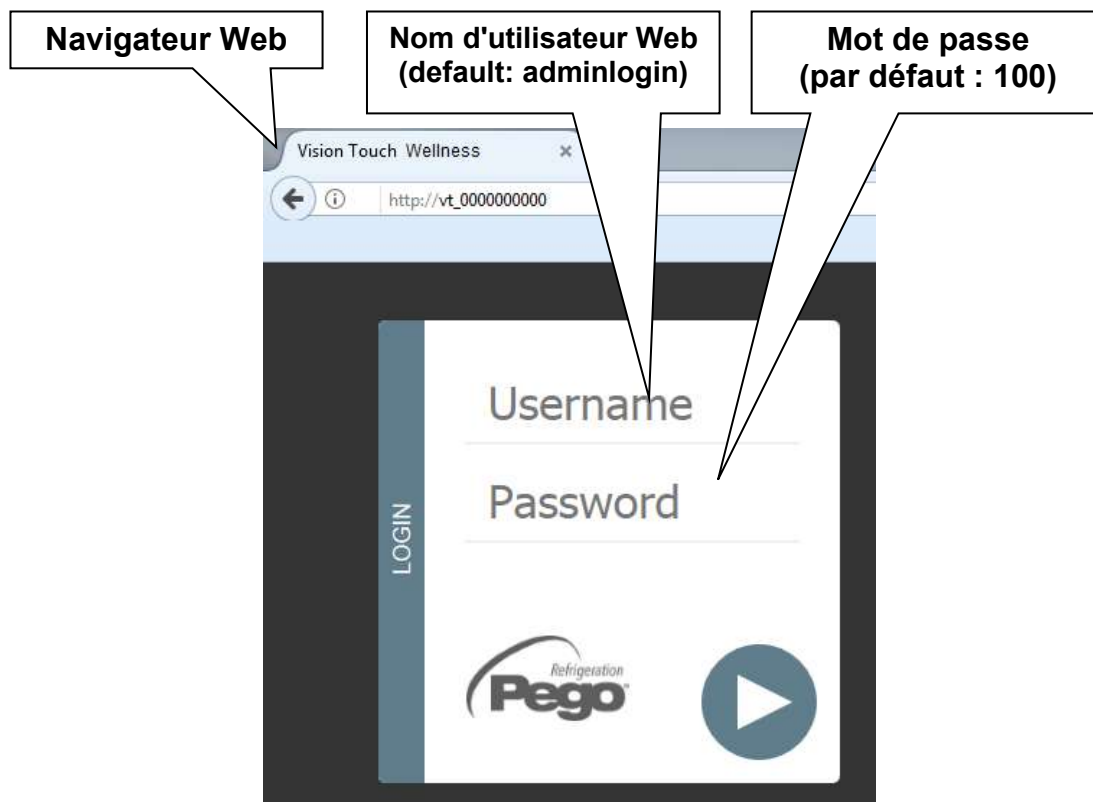 Navigateur Web
Nom d'utilisateur Web
(default: adminlogin)
Mot de passe
(par défaut : 100)
Vision Touch Wellness ×
http://vt_0000000000
Username
Password
LOGIN
Refrigeration
Pego